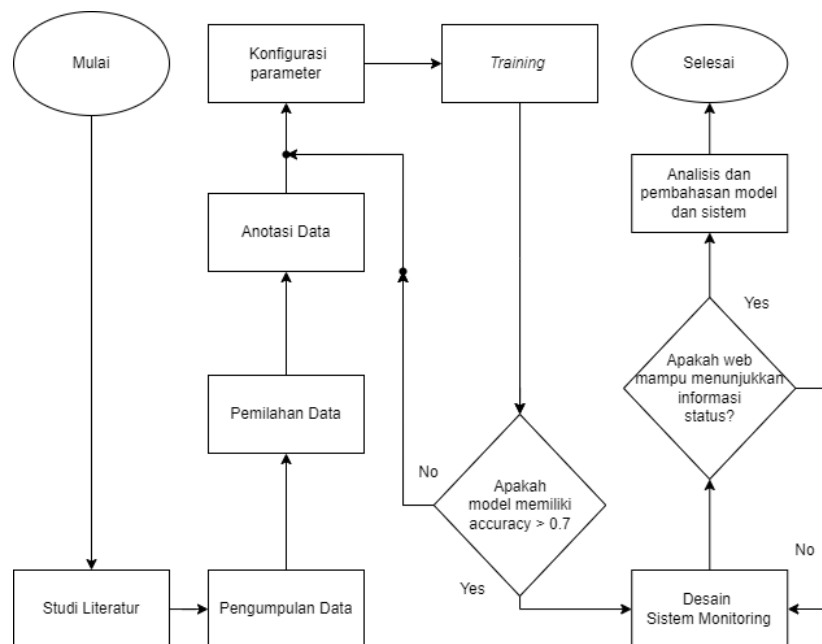 Mulai
Konfigurasi
parameter
Training
Selesai
Anotasi Data
Analisis dan
pembahasan model
dan sistem
Yes
Apakah web
mampu menunjukkan
informasi
status?
Pemilahan Data
No
Apakah
model memiliki
accuracy > 0.7
Yes
No
Studi Literatur
Pengumpulan Data
Desain
Sistem Monitoring